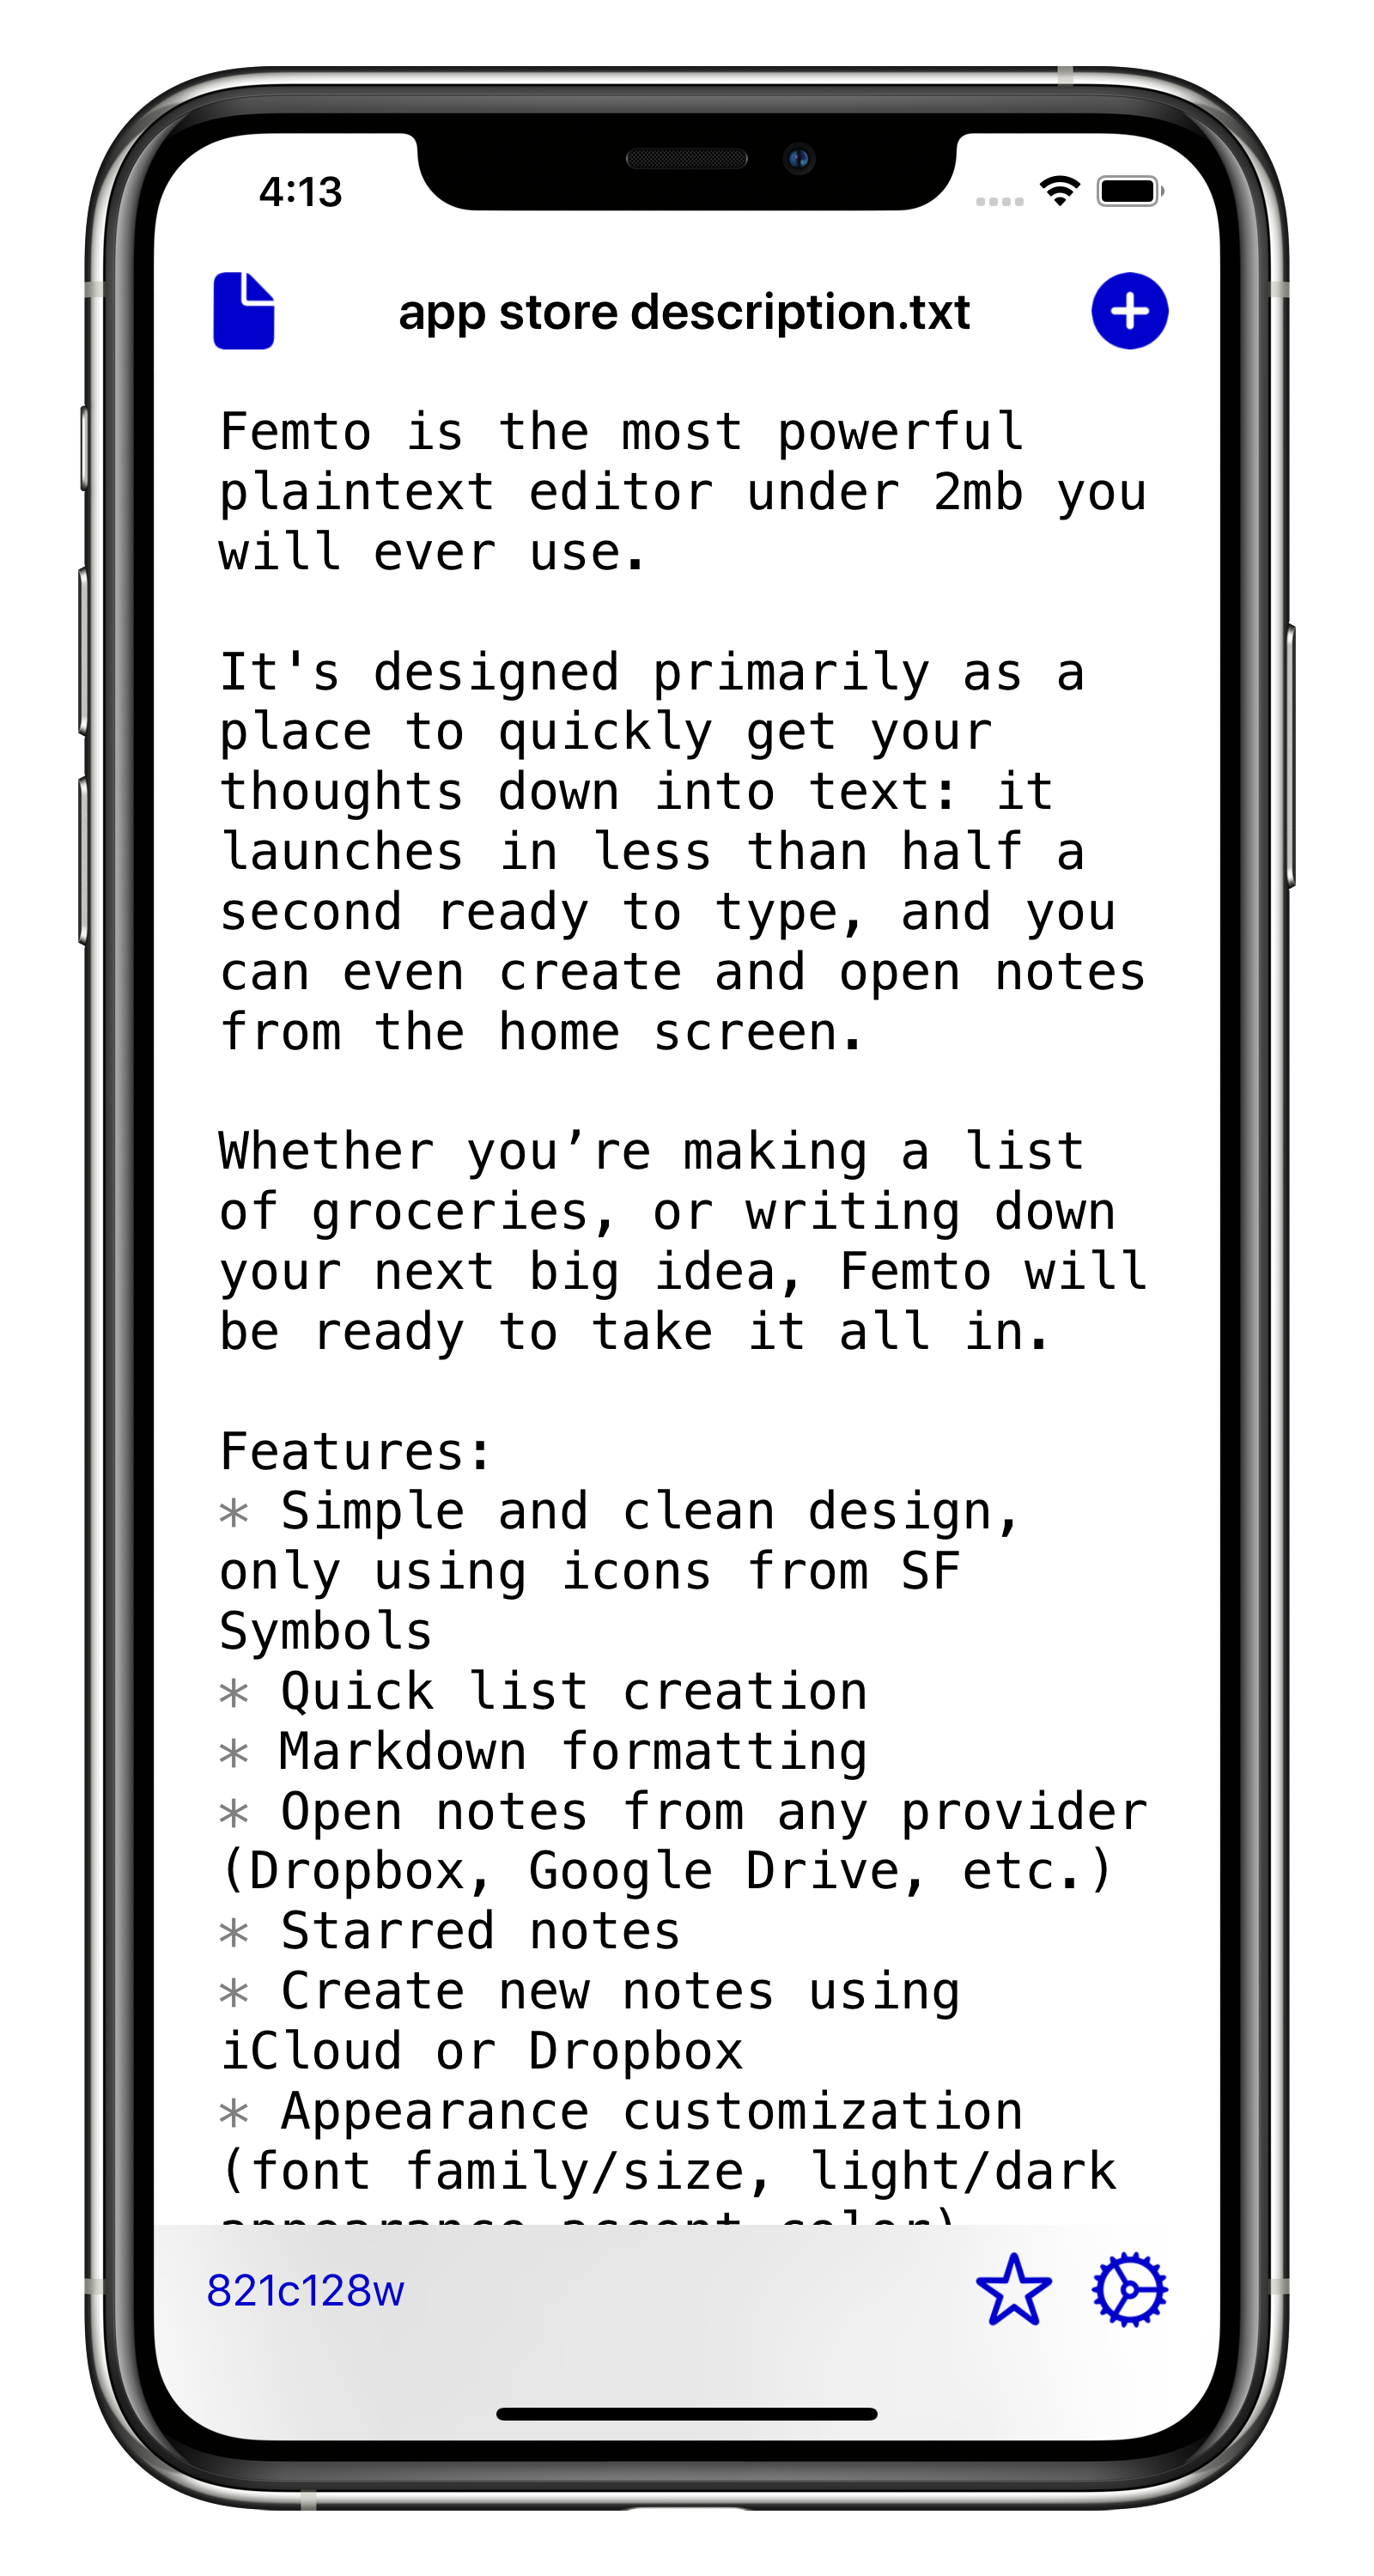 4:13
app store description.txt
Femto is the most powerful
plaintext editor under 2mb you
will ever use.
It's designed primarily as a
place to quickly get your
thoughts down into text: it
launches in less than half a
second ready to type, and you
can even create and open notes
from the home screen.
Whether you’re making a list
of groceries, or writing down
your next big idea, Femto will
be ready to take it all in.
Features:
* Simple and clean design,
only using icons from SF
Symbols
* Quick list creation
* Markdown formatting
* Open notes from any provider
(Dropbox, Google Drive, etc.)
* Starred notes
* Create new notes using
iCloud or Dropbox
* Appearance customization
(font family/size, light/dark
appearance accent color)
821c128w